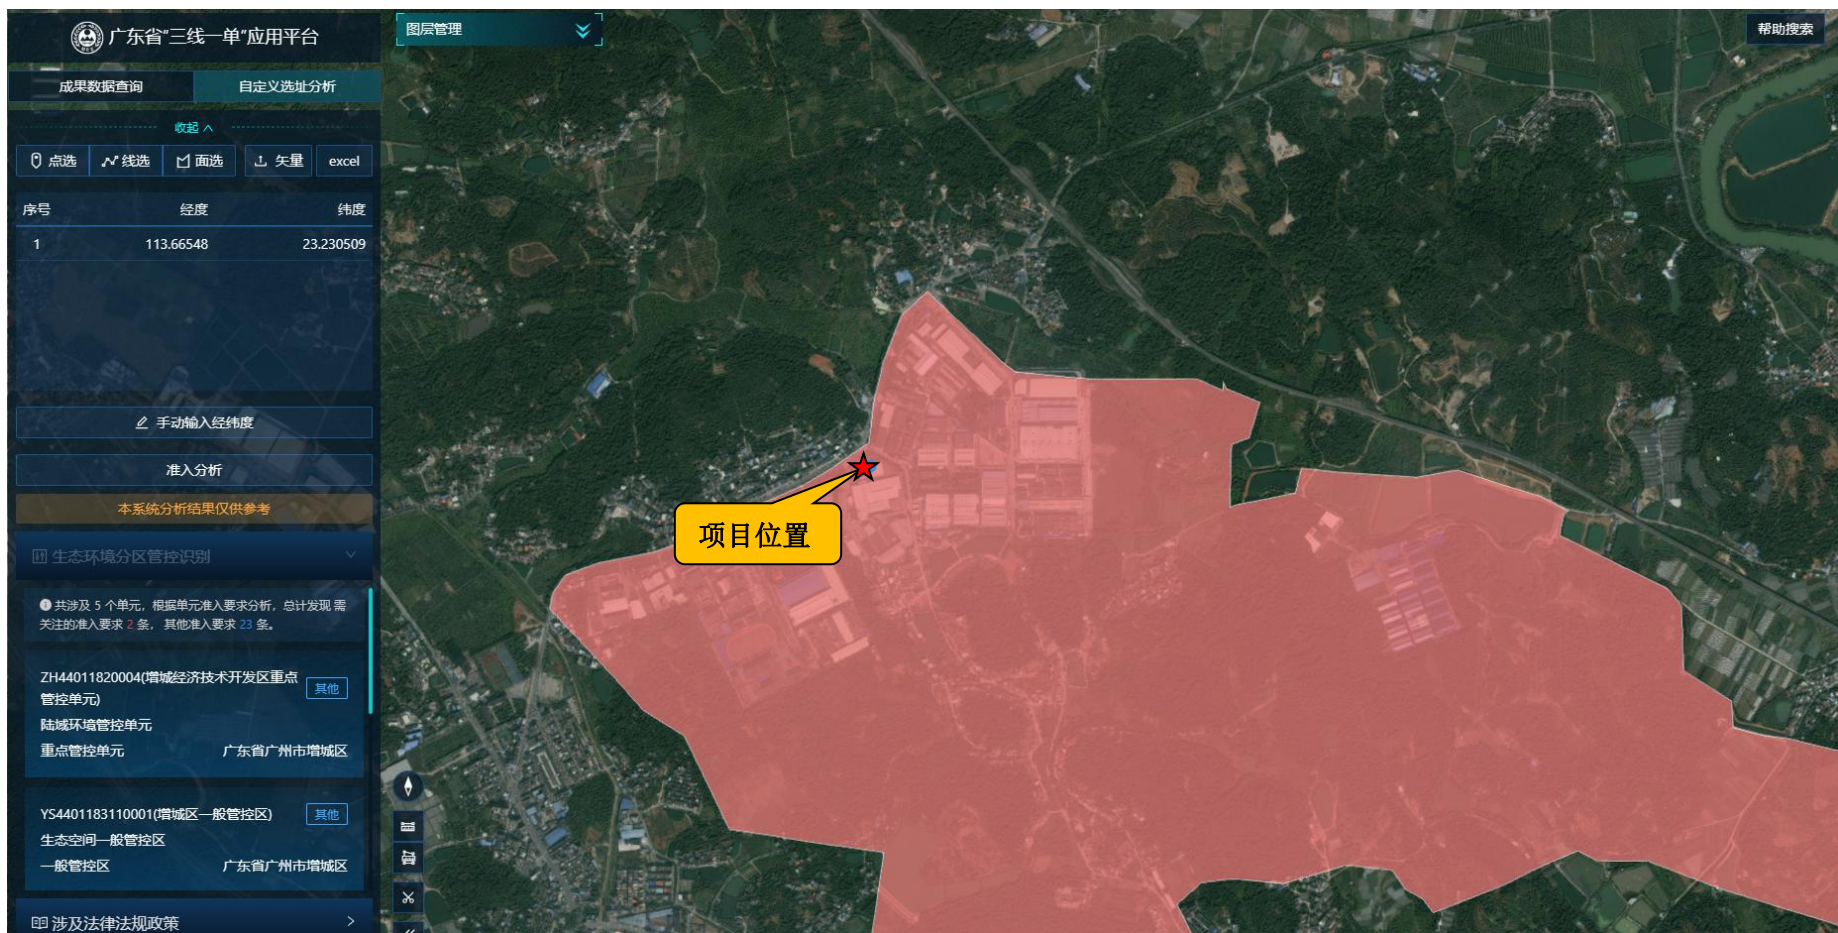 广东省“三线一单”应用平台
图层管理
帮助搜索
成果数据查询
自定义选址分析
收起
点选
线选
面选
矢量
excel
序号 经度 纬度
1 113.66548 23.230509
手动输入经纬度
准入分析
本系统分析结果仅供参考
生态环境分区管控识别
共涉及 5 个单元，根据单元准入要求分析，总计发现 需
关注的准入要求 2 条， 其他准入要求 23 条。
ZH44011820004(增城经济技术开发区重点
管控单元)
其他
陆域环境管控单元
重点管控单元 广东省广州市增城区
YS4401183110001(增城区一般管控区)
其他
生态空间一般管控区
一般管控区 广东省广州市增城区
涉及法律法规政策
项目位置